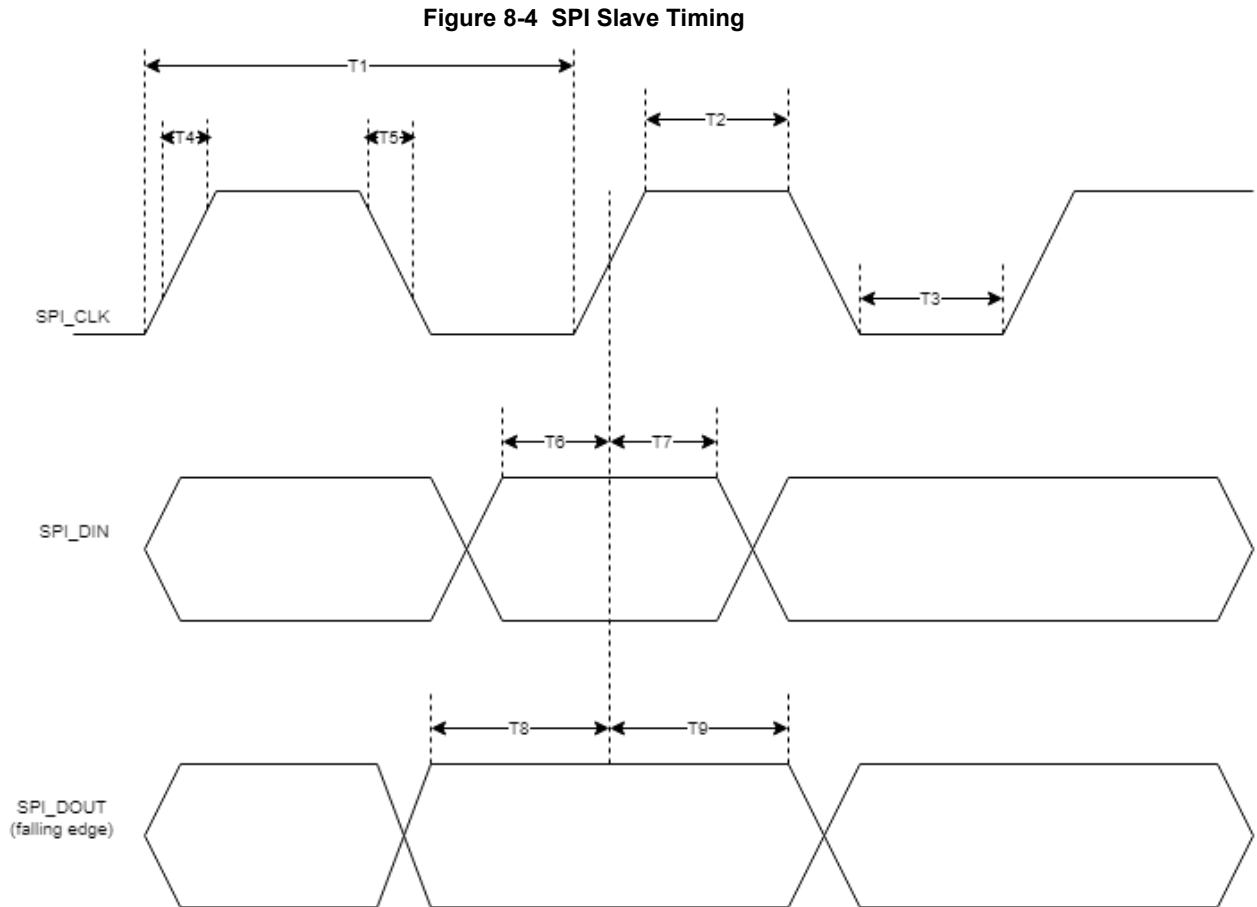 Figure 8-4 SPI Slave Timing
T1
T2
T4
T5
T3
SPI_CLK
T6
T7
SPI_DIN
T8
T9
SPI_DOUT
(falling edge)